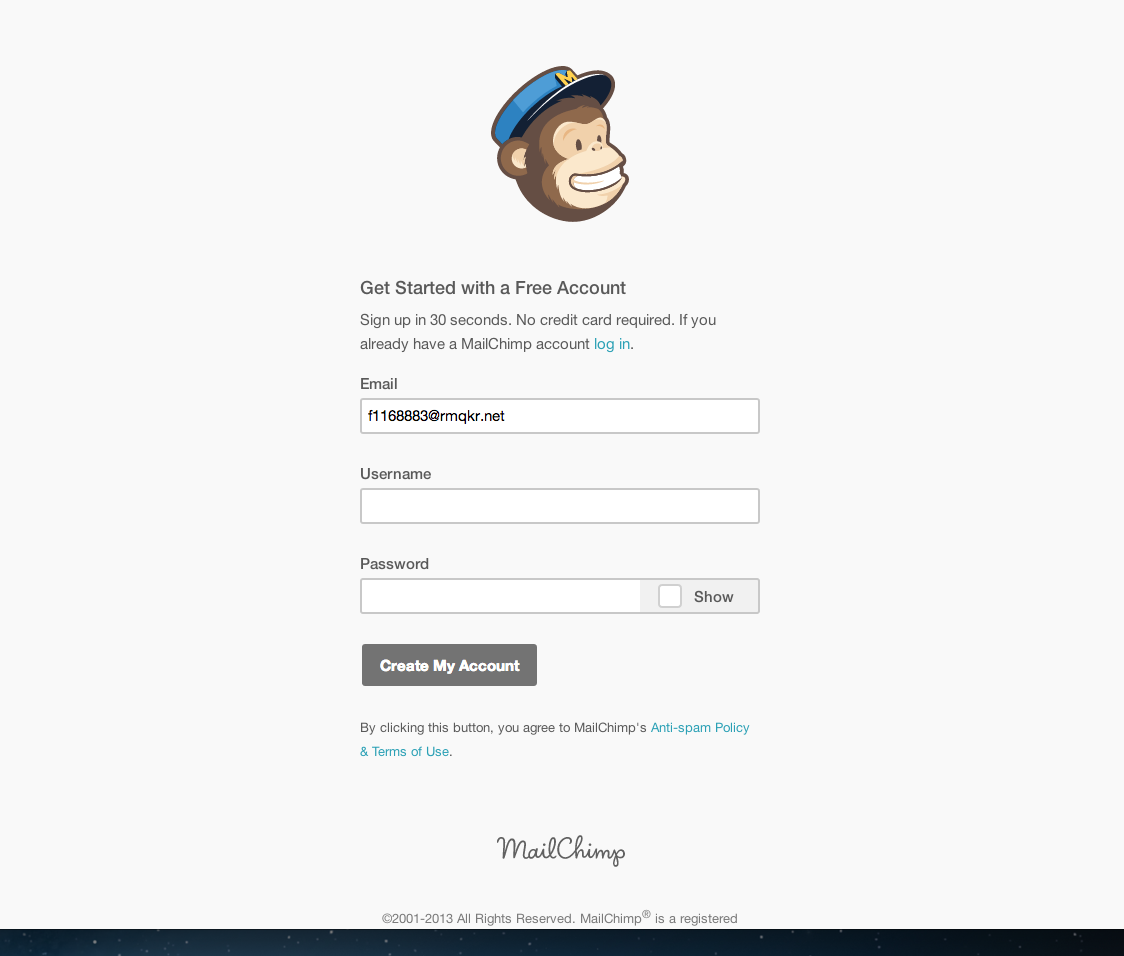 M
Get Started with a Free Account
Sign up in 30 seconds. No credit card required. If you
already have a MailChimp account log in.
Email
f1168883@rmqkr.net
Username
Password
Show
Create My Account
By clicking this button, you agree to MailChimp's Anti-spam Policy
& Terms of Use.
MailChimp
©2001-2013 All Rights Reserved. MailChimp® is a registered